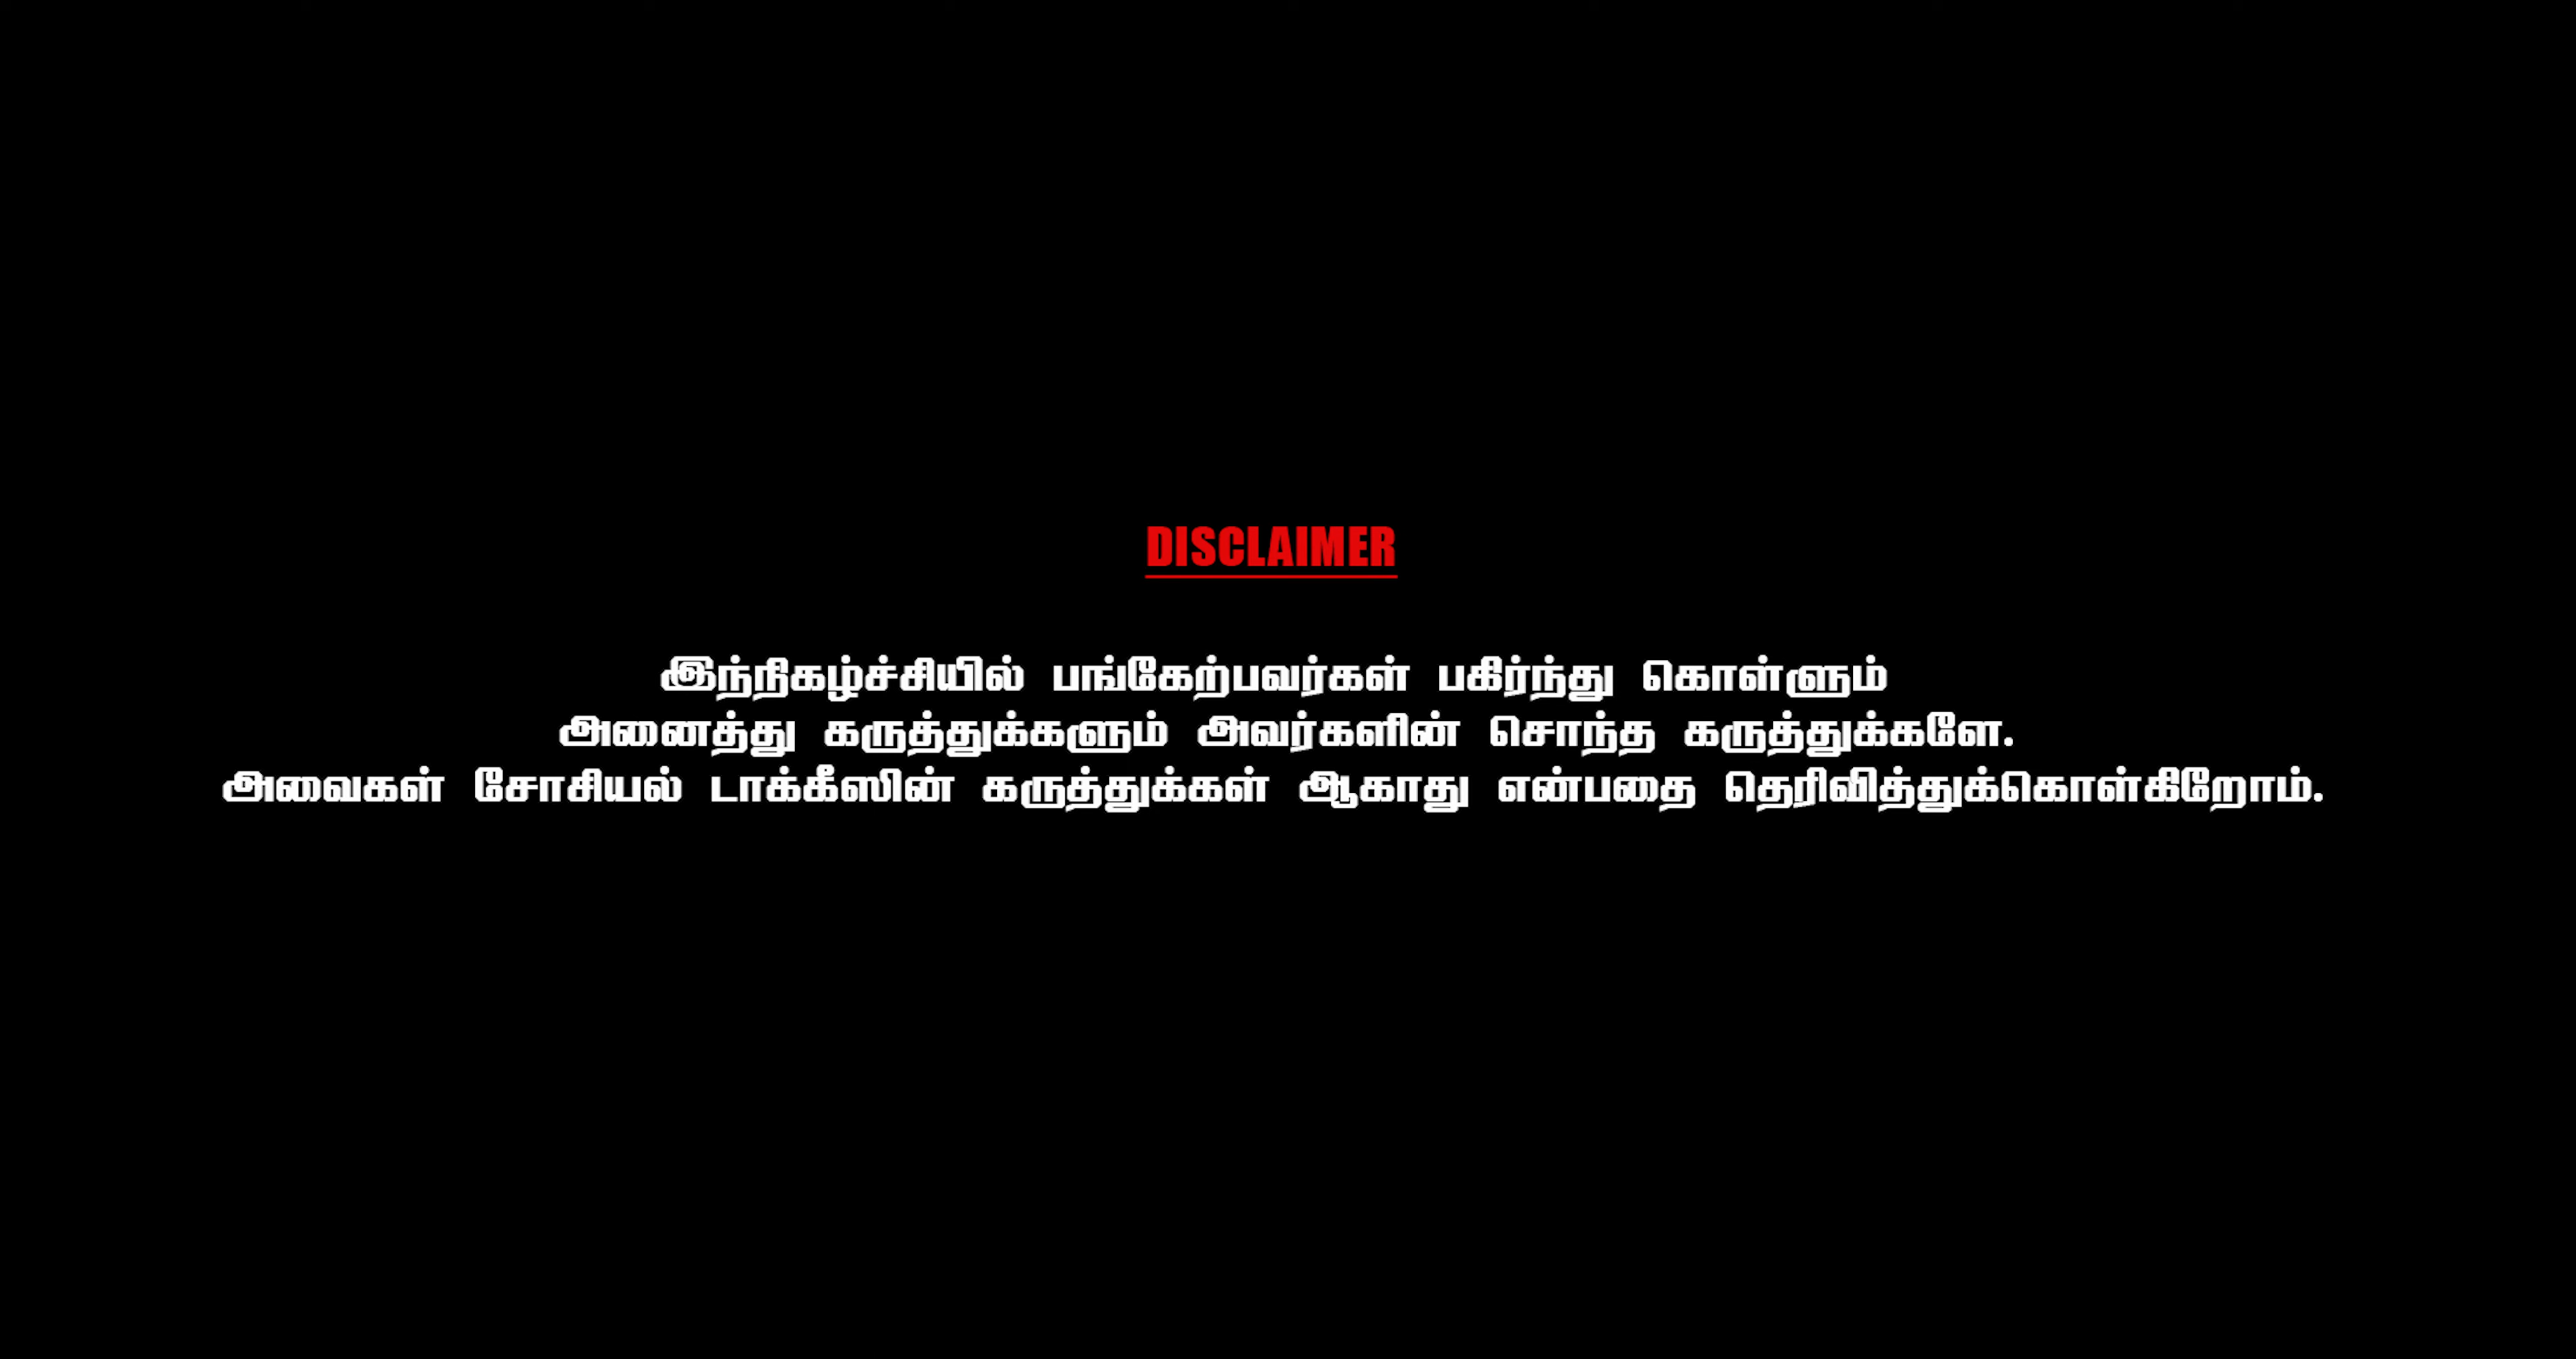 DISCLAIMER
இந்நிகழ்ச்சியில் பங்கேற்பவர்கள் பகிர்ந்து கொள்ளும்
அனைத்து கருத்துக்களும் அவர்களின் சொந்த கருத்துக்களே.
அவைகள் சோசியல் டாக்கீஸின் கருத்துக்கள் ஆகாது என்பதை தெரிவித்துக்கொள்கிறோம்.